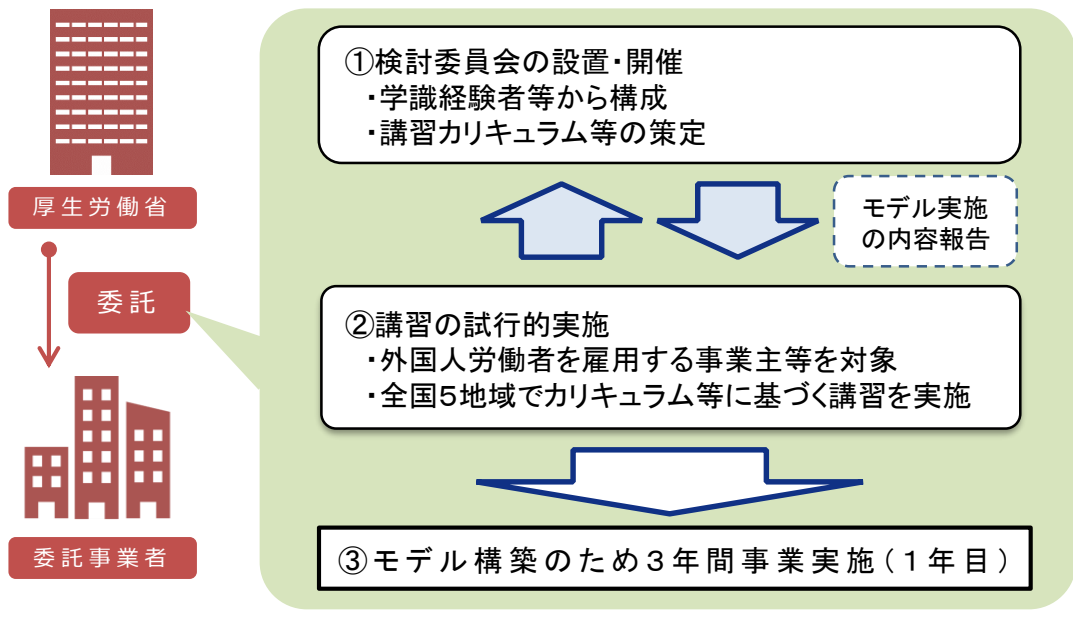 厚生労働省
委託
委託事業者
①検討委員会の設置・開催
・学識経験者等から構成
・講習カリキュラム等の策定
モデル実施
の内容報告
②講習の試行的実施
・外国人労働者を雇用する事業主等を対象
・全国５地域でカリキュラム等に基づく講習を実施
③モデル構築のため３年間事業実施(１年目)